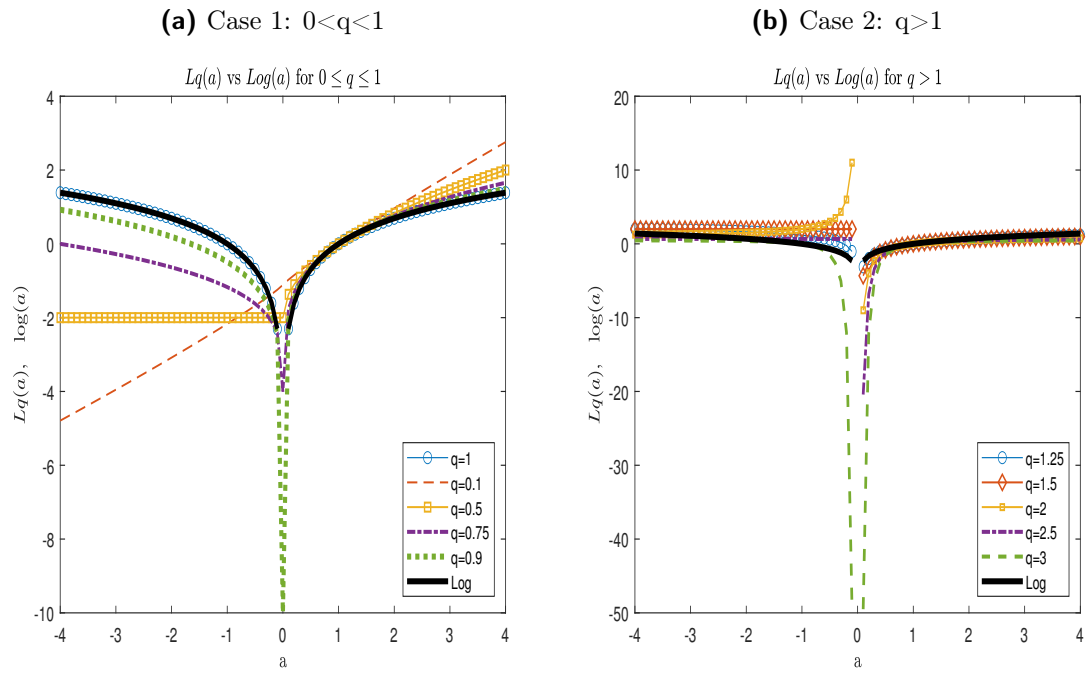 (a) Case 1: 0<q<1
Lq(a) vs Log(a) for 0 ≤ q ≤ 1
4
2
0
-2
-4
-6
-8
-10
-4 -3 -2 -1 0 1 2 3 4
a
Lq(a), log(a)
q=1
q=0.1
q=0.5
q=0.75
q=0.9
Log
(b) Case 2: q>1
Lq(a) vs Log(a) for q > 1
20
10
0
-10
-20
-30
-40
-50
-4 -3 -2 -1 0 1 2 3 4
a
Lq(a), log(a)
q=1.25
q=1.5
q=2
q=2.5
q=3
Log